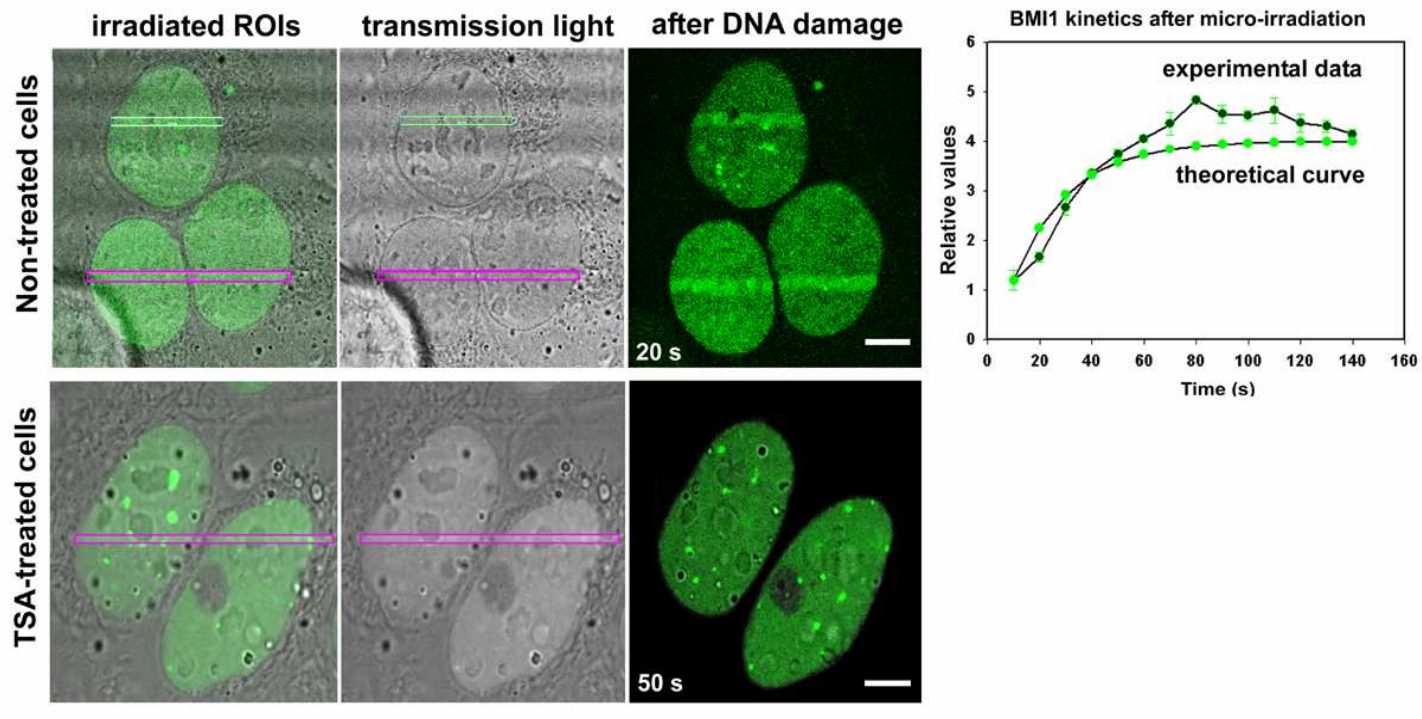 irradiated ROIs
transmission light
after DNA damage
Non-treated cells
20 s
TSA-treated cells
50 s
BMI1 kinetics after micro-irradiation
experimental data
theoretical curve
Relative values
6
5
4
3
2
1
0
0 20 40 60 80 100 120 140 160
Time (s)